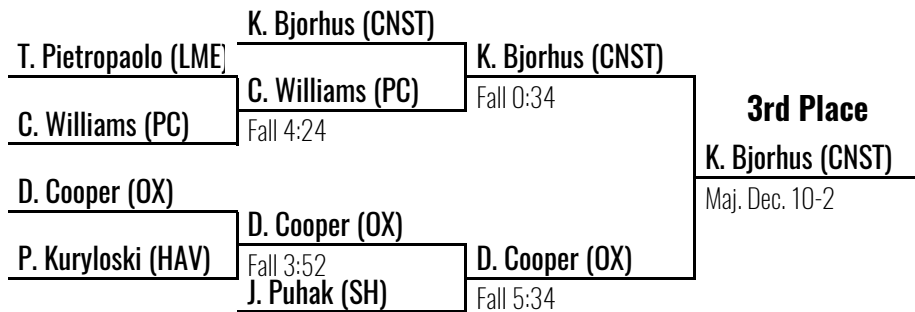 K. Bjorhus (CNST)
T. Pietropaolo (LME)
K. Bjorhus (CNST)
C. Williams (PC)
Fall 0:34
C. Williams (PC)
Fall 4:24
3rd Place
K. Bjorhus (CNST)
Maj. Dec. 10-2
D. Cooper (OX)
D. Cooper (OX)
P. Kuryloski (HAV)
Fall 3:52
D. Cooper (OX)
J. Puhak (SH)
Fall 5:34